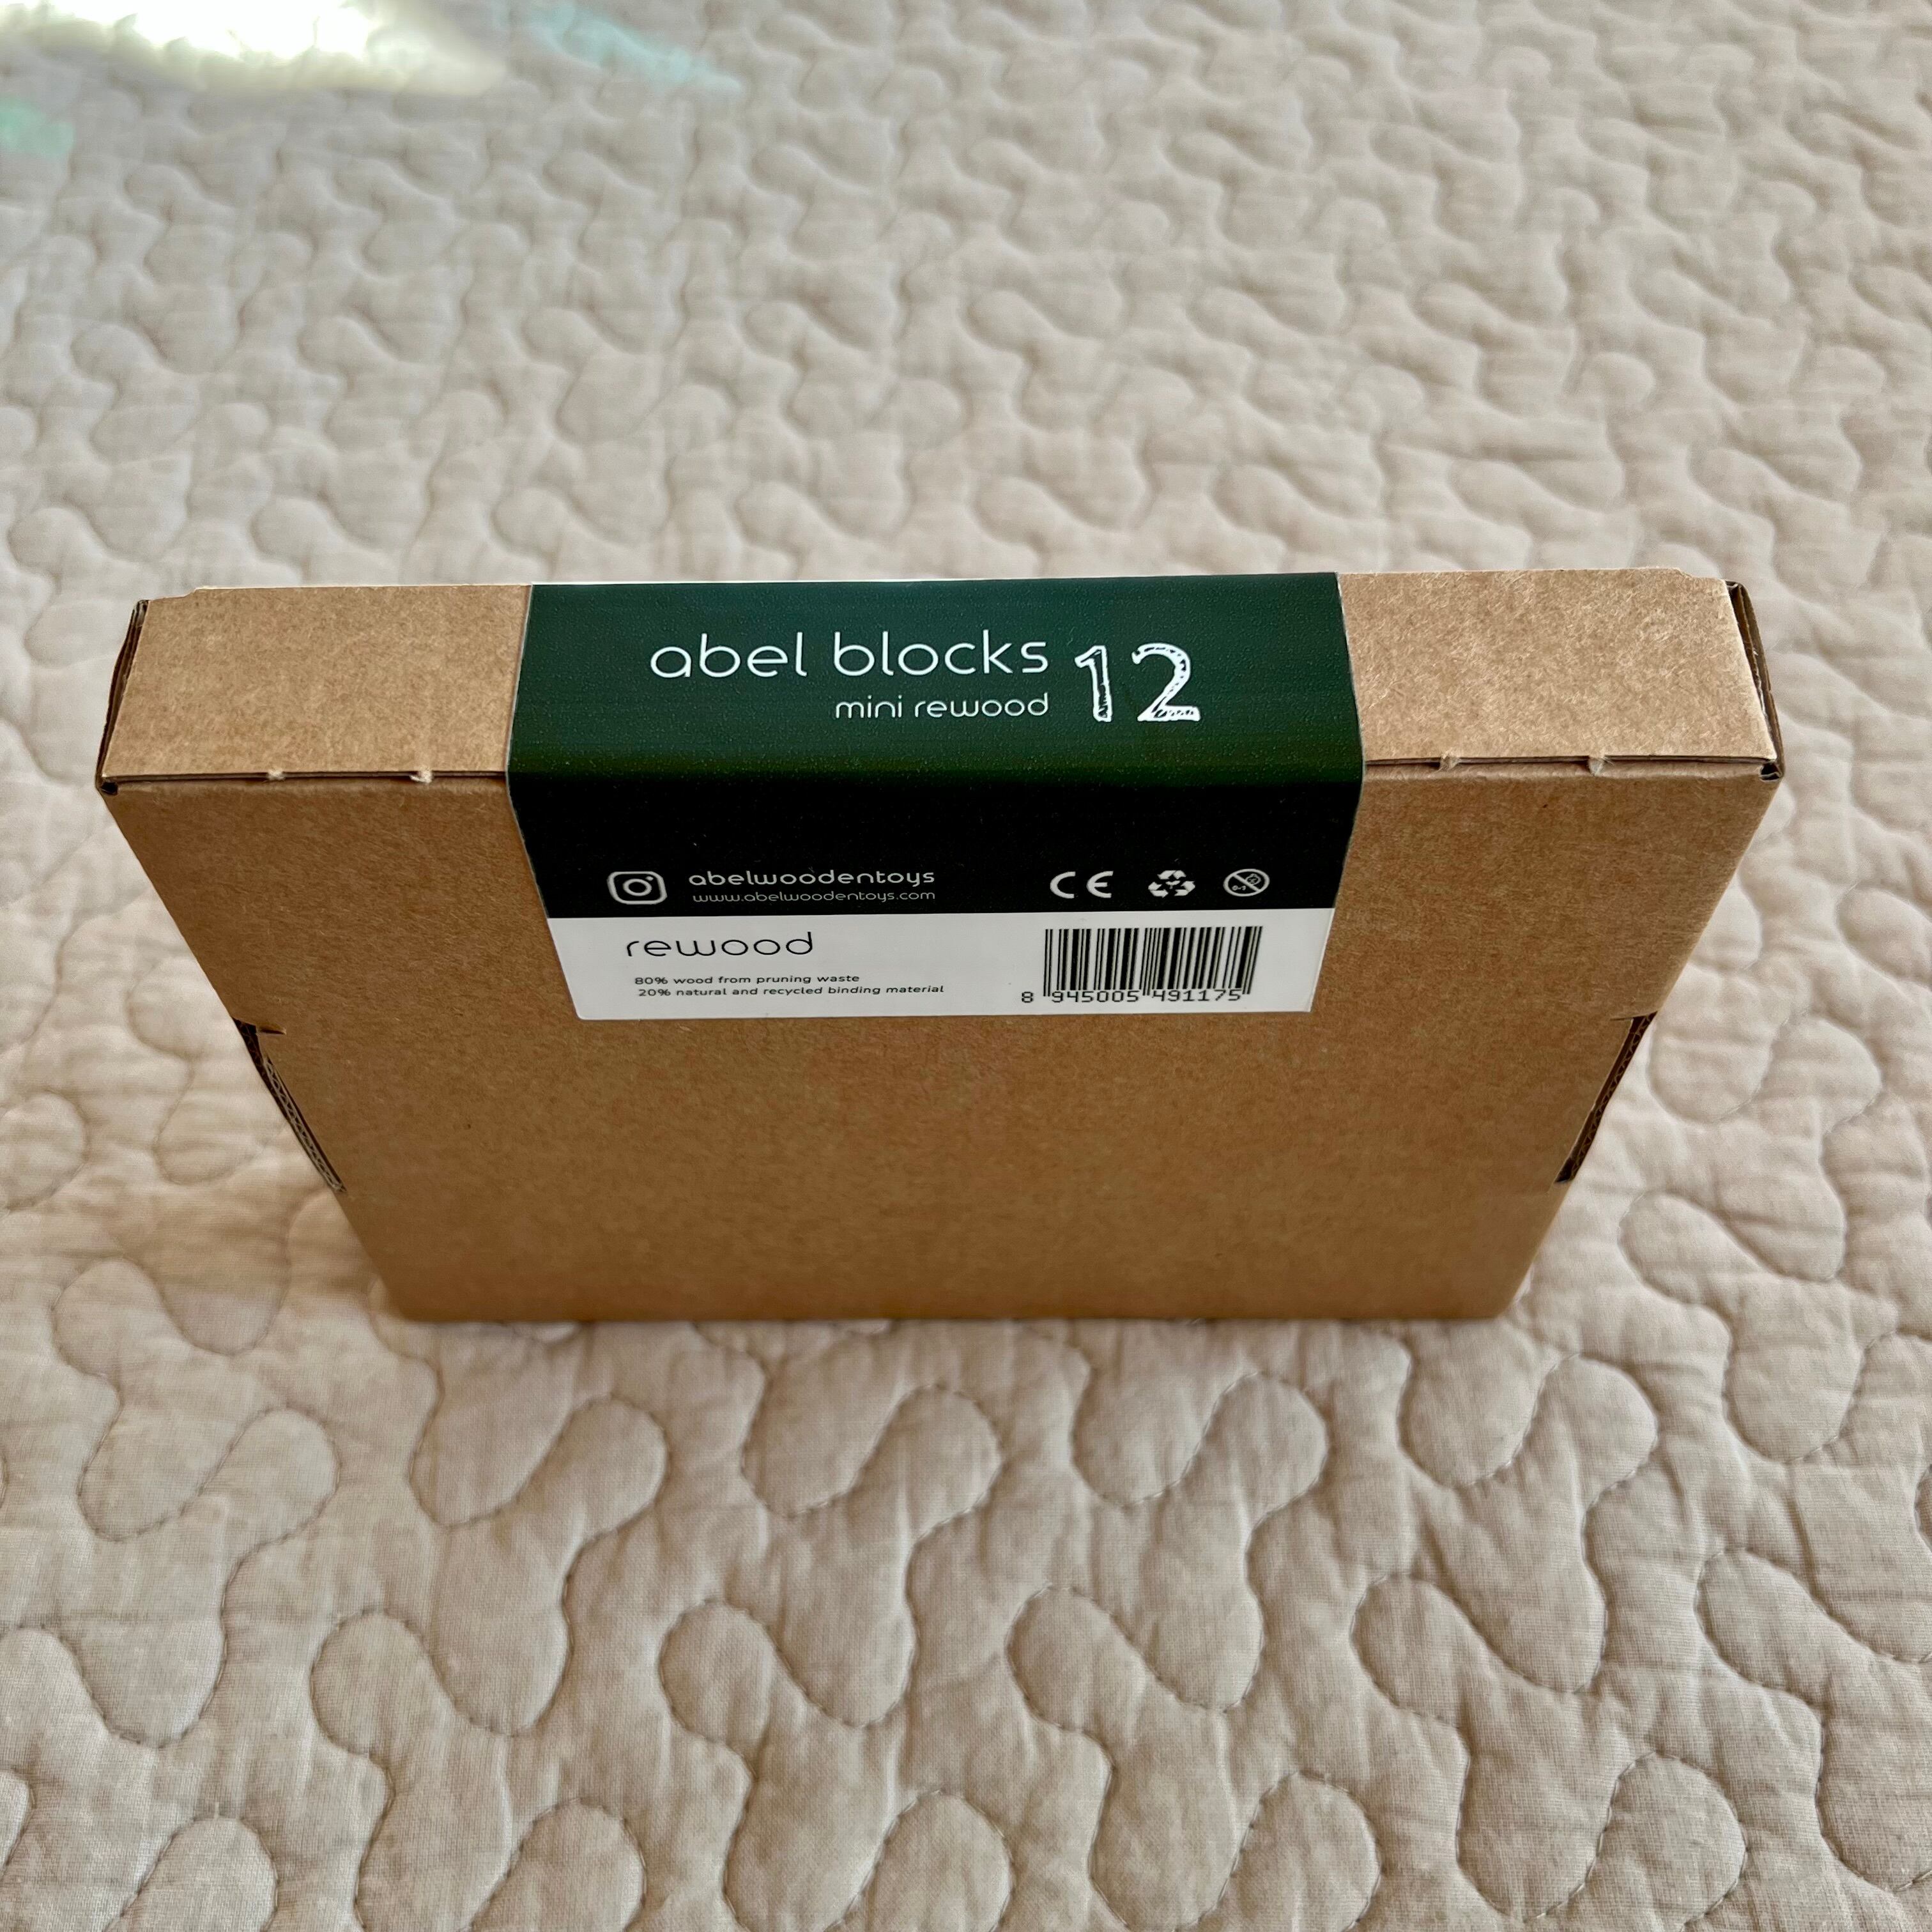 abel blocks 12
mini rewood
abelwoodentoys
www.abelwoodentoys.com
CE
rewood
80% wood from pruning waste
20% natural and recycled binding material
8 945005 491175